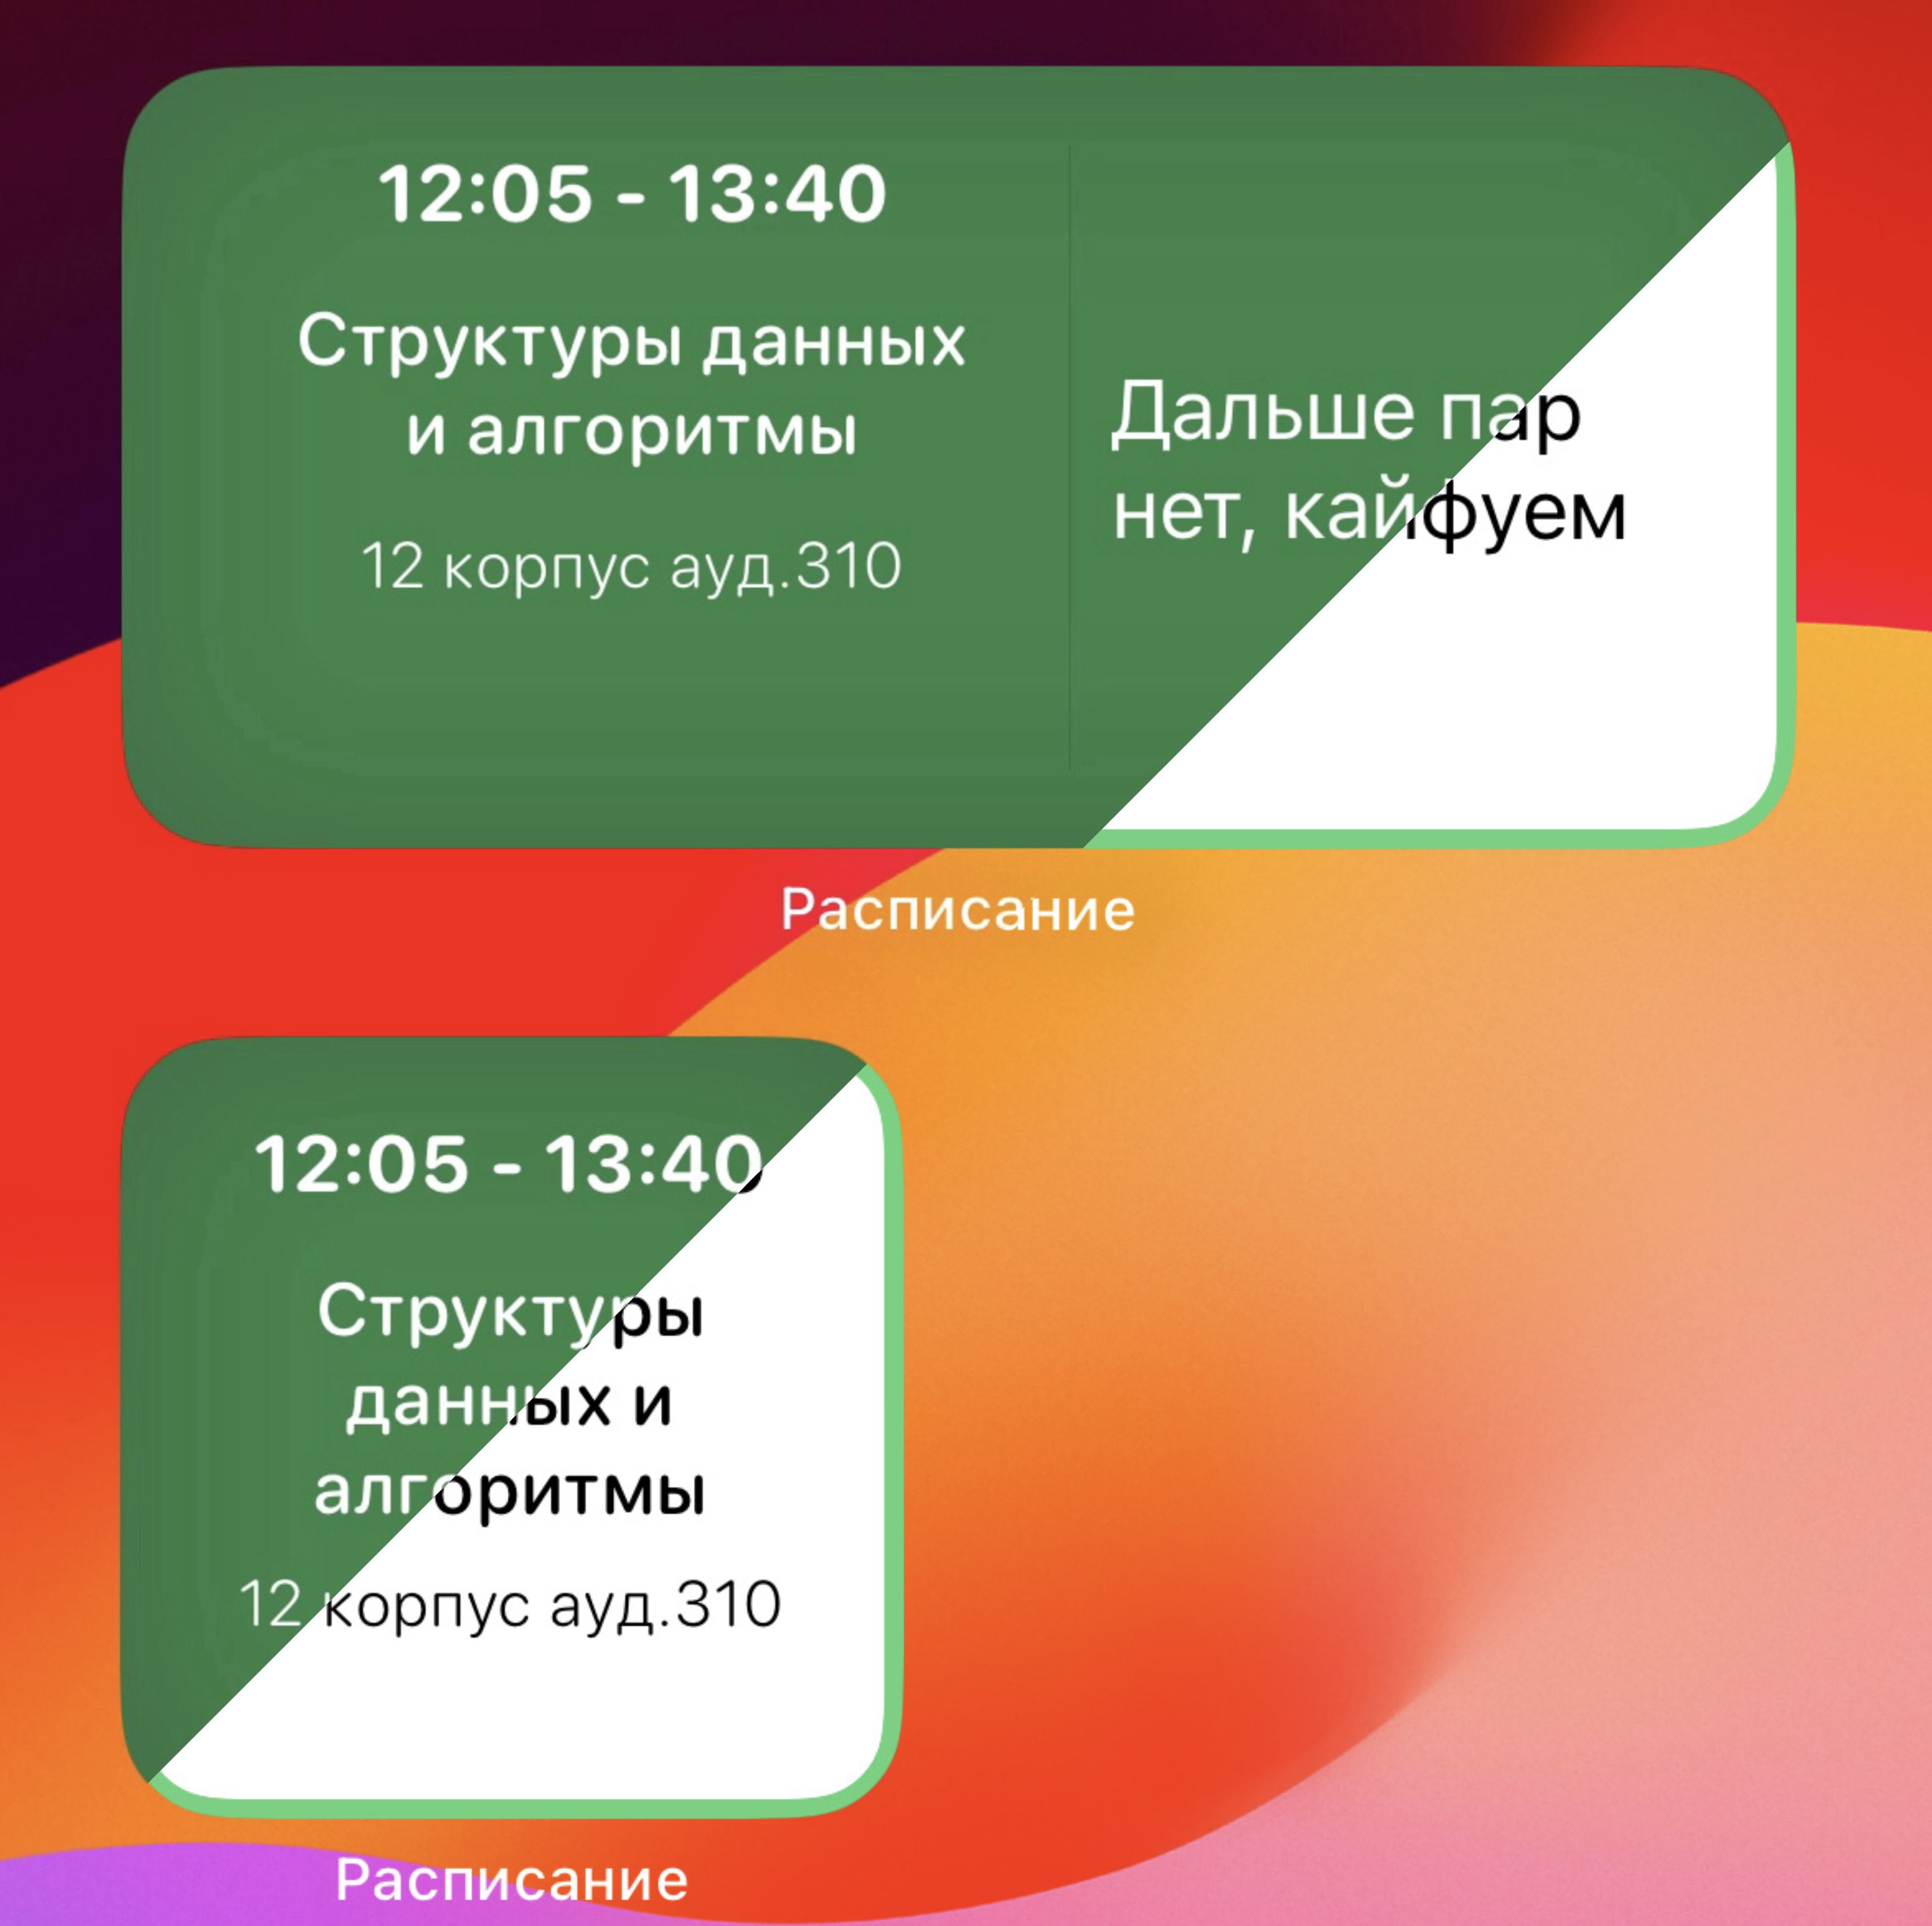 12:05 - 13:40
Структуры данных
и алгоритмы
12 корпус ауд.310
Дальше пар
нет, кайфуем
Расписание
12:05 - 13:40
Структуры
данных и
алгоритмы
12 корпус ауд.310
Расписание